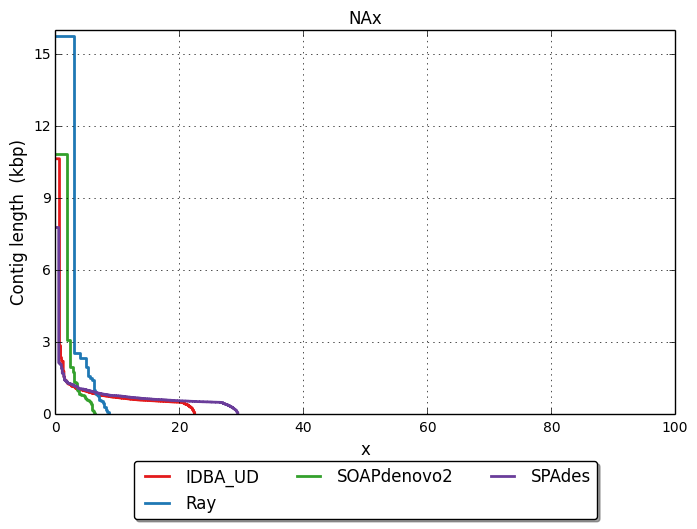 NAx
15
12
9
6
3
0
0 20 40 60 80 100
Contig length (kbp)
x
IDBA_UD SOAPdenovo2 SPAdes
Ray